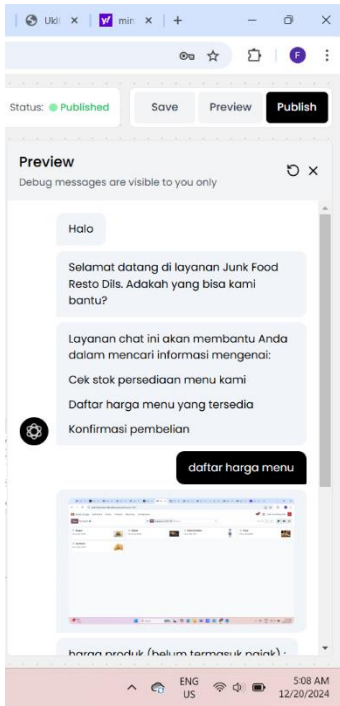 Ukl
min
Status: Published Save Preview Publish
Preview
Debug messages are visible to you only
Halo
Selamat datang di layanan Junk Food
Resto Dils. Adakah yang bisa kami
bantu?
Layanan chat ini akan membantu Anda
dalam mencari informasi mengenai:
Cek stok persediaan menu kami
Daftar harga menu yang tersedia
Konfirmasi pembelian
daftar harga menu
harga produk (belum termasuk pajak) :
ENG 5:08 AM
US 12/20/2024